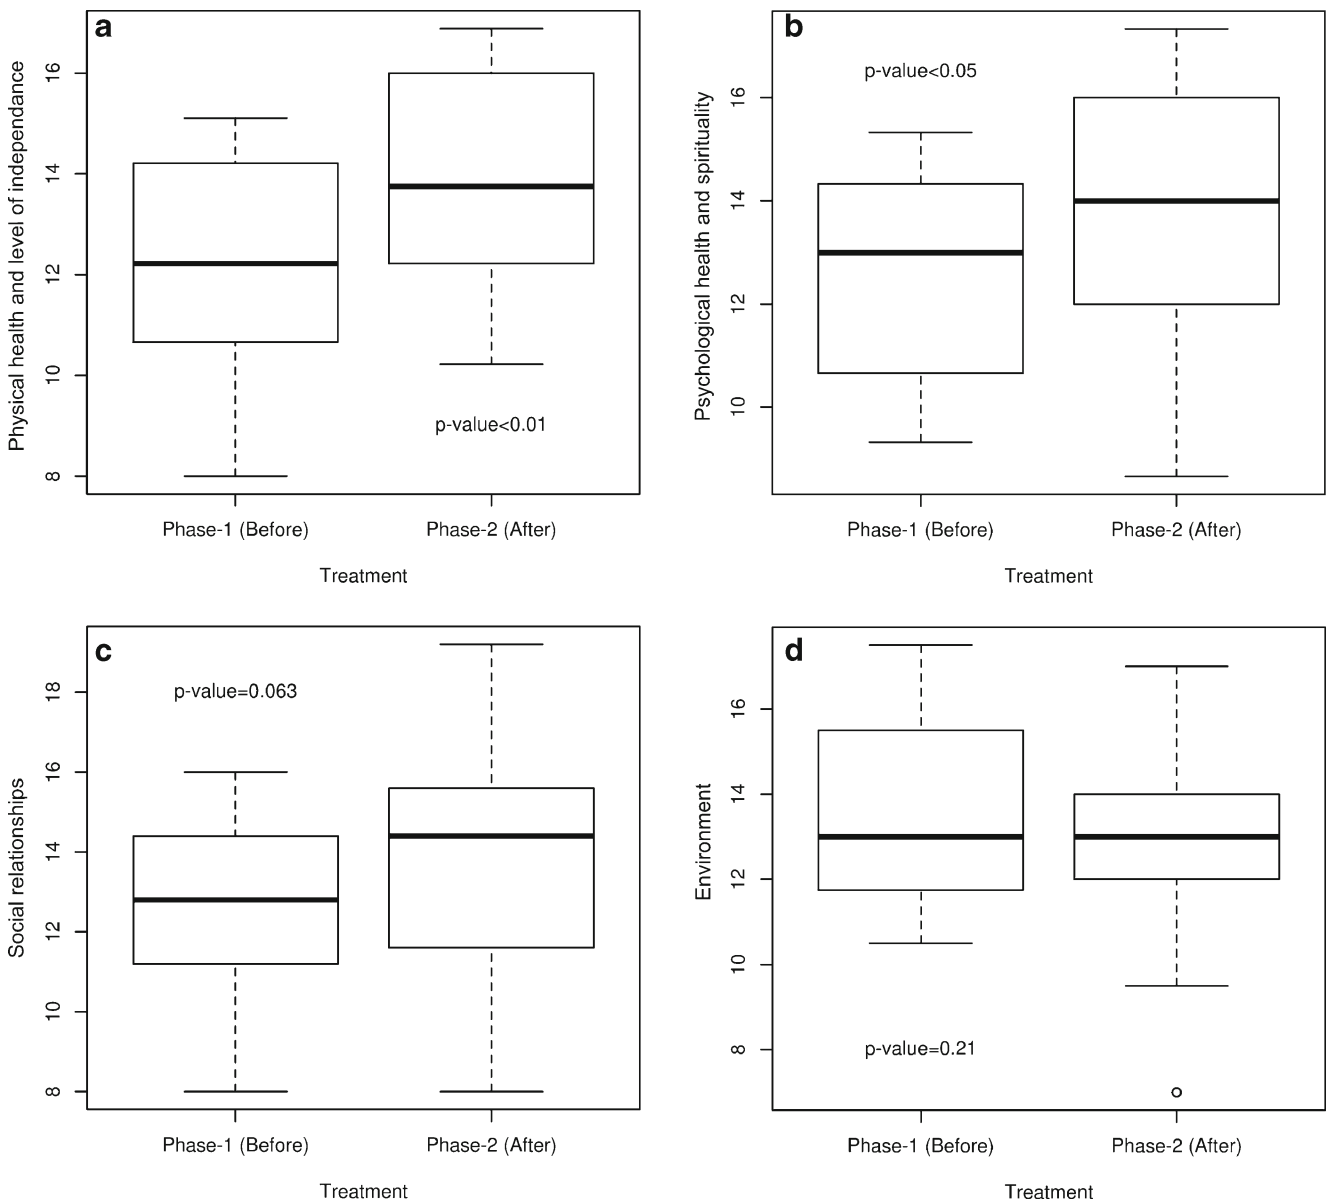 a
Physical health and level of independance
16
14
12
10
8
p-value<0.01
Phase-1 (Before)
Phase-2 (After)
Treatment
b
Psychological health and spirituality
16
14
12
10
p-value<0.05
Phase-1 (Before)
Phase-2 (After)
Treatment
c
Social relationships
18
16
14
12
10
8
p-value=0.063
Phase-1 (Before)
Phase-2 (After)
Treatment
d
Environment
16
14
12
10
8
p-value=0.21
Phase-1 (Before)
Phase-2 (After)
Treatment